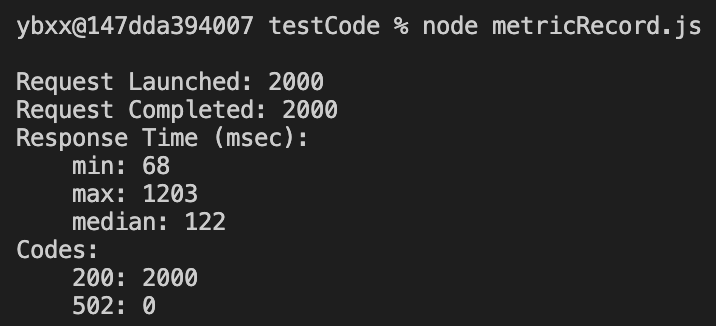 ybxx@147dda394007 testCode % node metricRecord.js
Request Launched: 2000
Request Completed: 2000
Response Time (msec):
    min: 68
    max: 1203
    median: 122
Codes:
    200: 2000
    502: 0